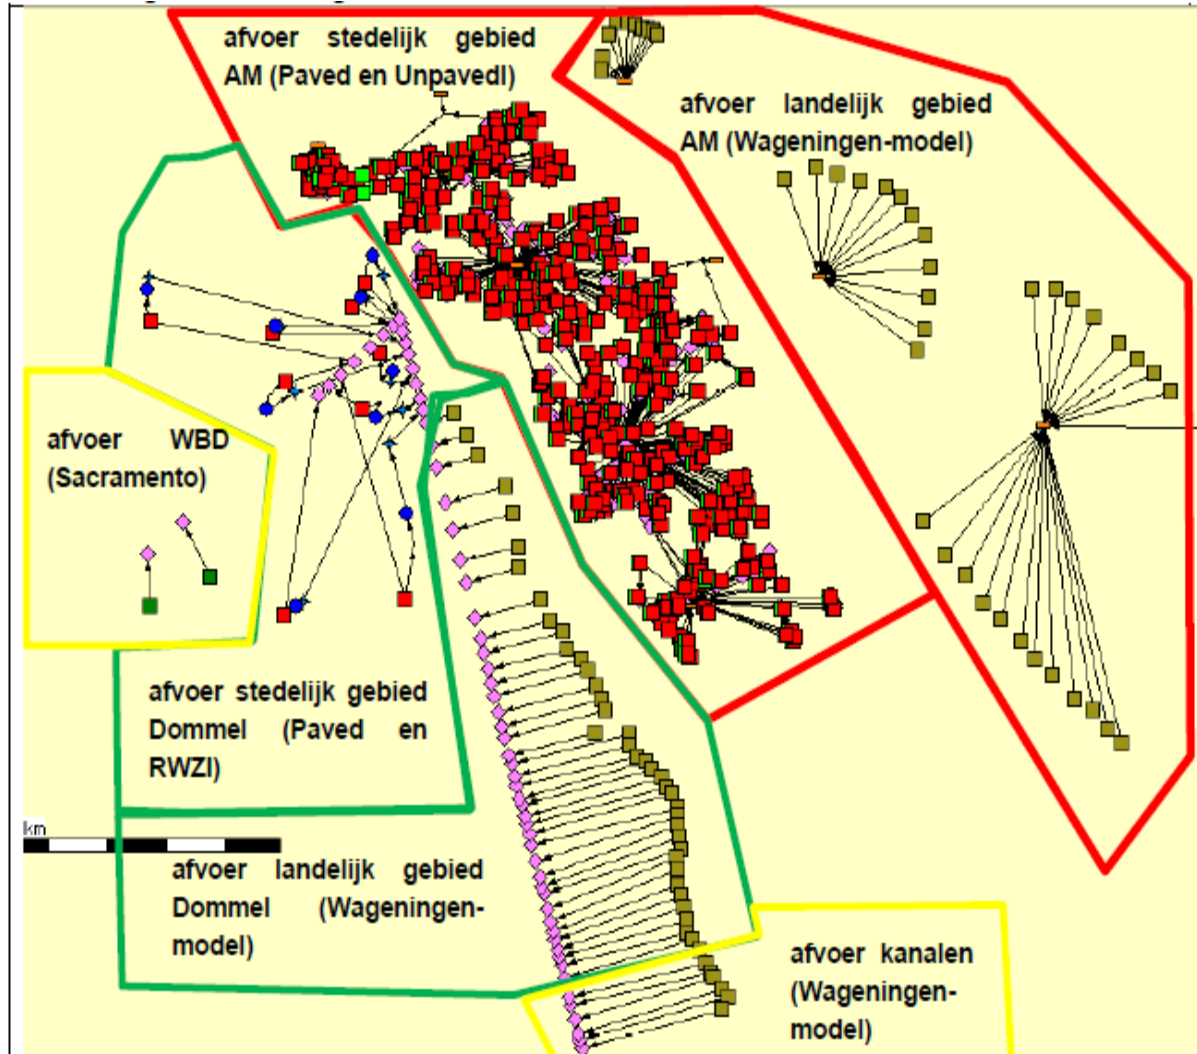 afvoer stedelijk gebied
AM (Paved en Unpavedl)
afvoer landelijk gebied
AM (Wageningen-model)
afvoer WBD
(Sacramento)
afvoer stedelijk gebied
Dommel (Paved en
RWZI)
km
afvoer landelijk gebied
Dommel (Wageningen-
model)
afvoer kanalen
(Wageningen-
model)